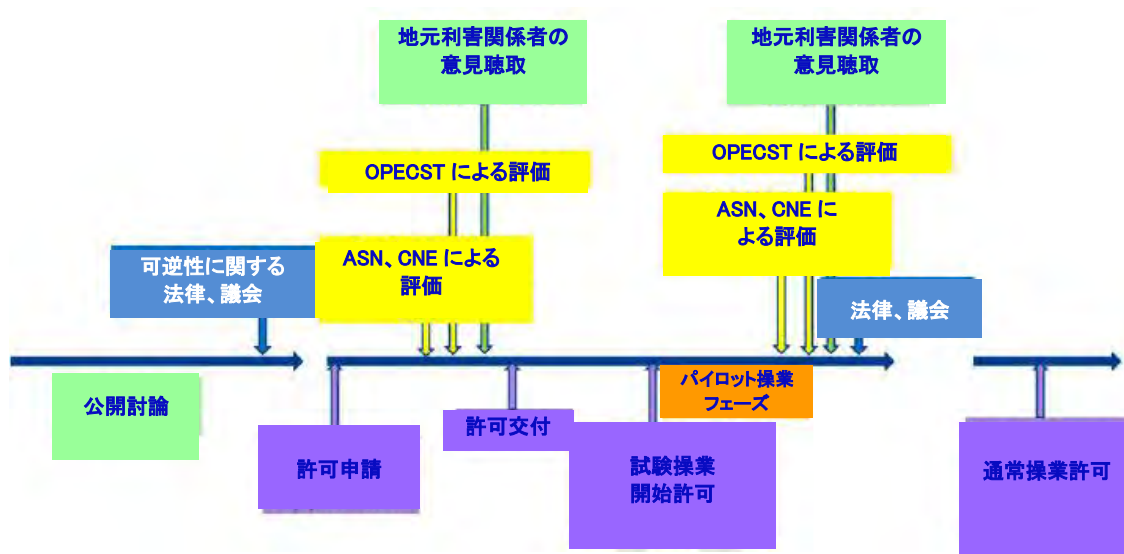 地元利害関係者の
意見聴取
地元利害関係者の
意見聴取
OPECST による評価
OPECST による評価
ASN、CNE に
よる評価
ASN、CNE による
評価
可逆性に関する
法律、議会
法律、議会
公開討論
パイロット操業
フェーズ
許可交付
許可申請
試験操業
開始許可
通常操業許可